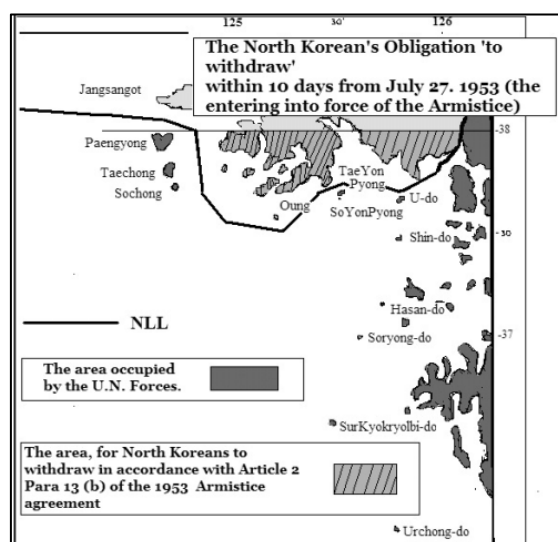 125 30' 126
The North Korean's Obligation 'to
withdraw'
within 10 days from July 27. 1953 (the
entering into force of the Armistice)
Jangsangot
-38
Paengyong
Taechong
TaeYon
Pyong
Sochong
U-do
Oung
SoYonPyong
Shin-do
-30
Hasan-do
NLL
Soryong-do
-37
The area occupied
by the U.N. Forces.
SurKyokryolbi-do
The area, for North Koreans to
withdraw in accordance with Article 2
Para 13 (b) of the 1953 Armistice
agreement
Urchong-do